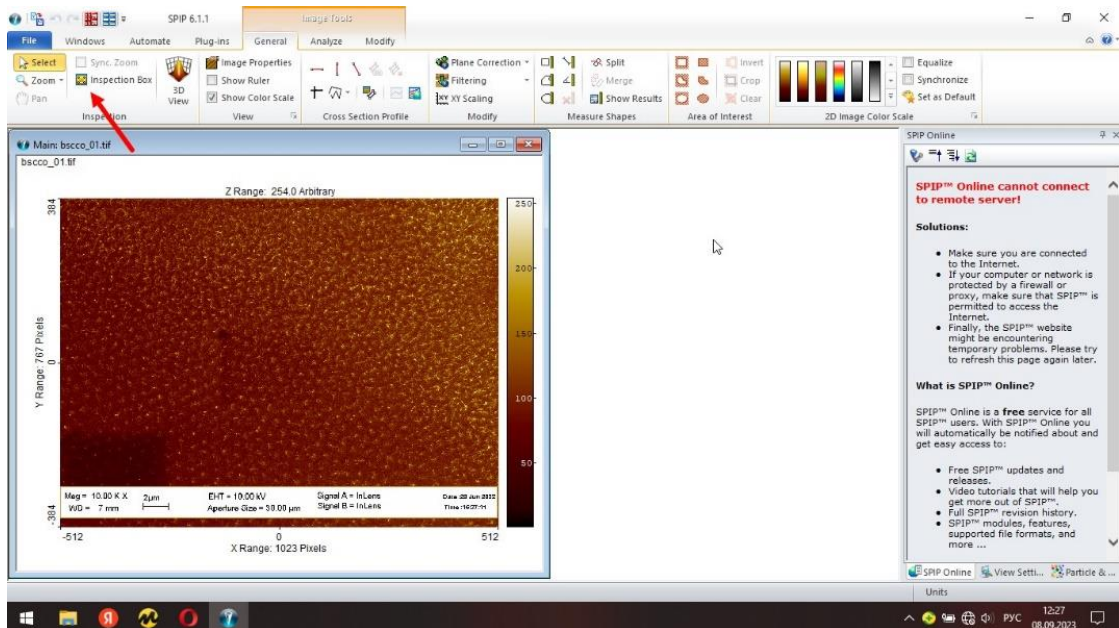 SPIP 6.1.1
Image Tools
File Windows Automate Plug-ins General Analyze Modify
Select
Zoom
Pan
Sync. Zoom
Inspection Box
3D
View
Inspection
Image Properties
Show Ruler
Show Color Scale
View
Cross Section Profile
Plane Correction
Filtering
XY XY Scaling
Modify
Split
Merge
Show Results
Measure Shapes
Invert
Crop
Clear
Area of Interest
2D Image Color Scale
Equalize
Synchronize
Set as Default
Main: bscco_01.tif
bscco_01.tif
Z Range: 254.0 Arbitrary
384
Y Range: 767 Pixels
0
-384
250
200
150
100
50
Mag = 10.00 K X
2µm
EHT = 10.00 kV
Signal A = InLens
WD = 7 mm
Aperture Size = 30.00 µm
Signal B = InLens
-512
0
512
X Range: 1023 Pixels
SPIP Online
SPIP™ Online cannot connect
to remote server!
Solutions:
• Make sure you are connected
to the Internet.
• If your computer or network is
protected by a firewall or
proxy, make sure that SPIP™ is
permitted to access the
Internet.
• Finally, the SPIP™ website
might be encountering
temporary problems. Please try
to refresh this page again later.
What is SPIP™ Online?
SPIP™ Online is a free service for all
SPIP™ users. With SPIP™ Online you
will automatically be notified about and
get easy access to:
• Free SPIP™ updates and
releases.
• Video tutorials that will help you
get more out of SPIP™.
• Full SPIP™ revision history.
• SPIP™ modules, features,
supported file formats, and
more ...
SPIP Online View Setti... Particle & ...
Units
Я
РУС
12:27
08.09.2023